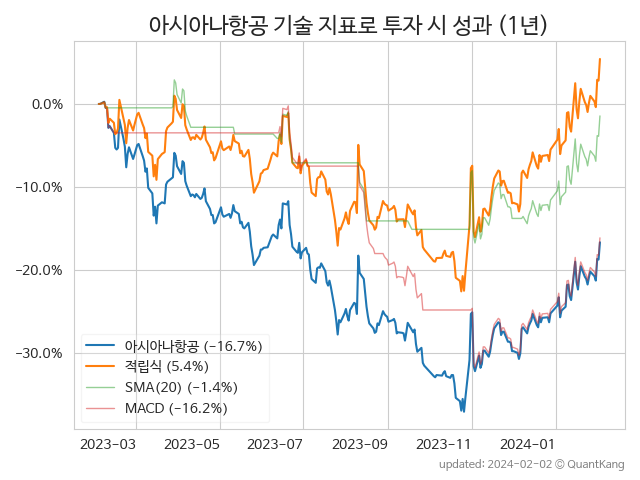 아시아나항공 기술 지표로 투자 시 성과 (1년)
0.0%
−10.0%
−20.0%
−30.0%
아시아나항공 (−16.7%)
적립식 (5.4%)
SMA(20) (−1.4%)
MACD (−16.2%)
2023−03 2023−05 2023−07 2023−09 2023−11 2024−01
updated: 2024−02−02 © QuantKang